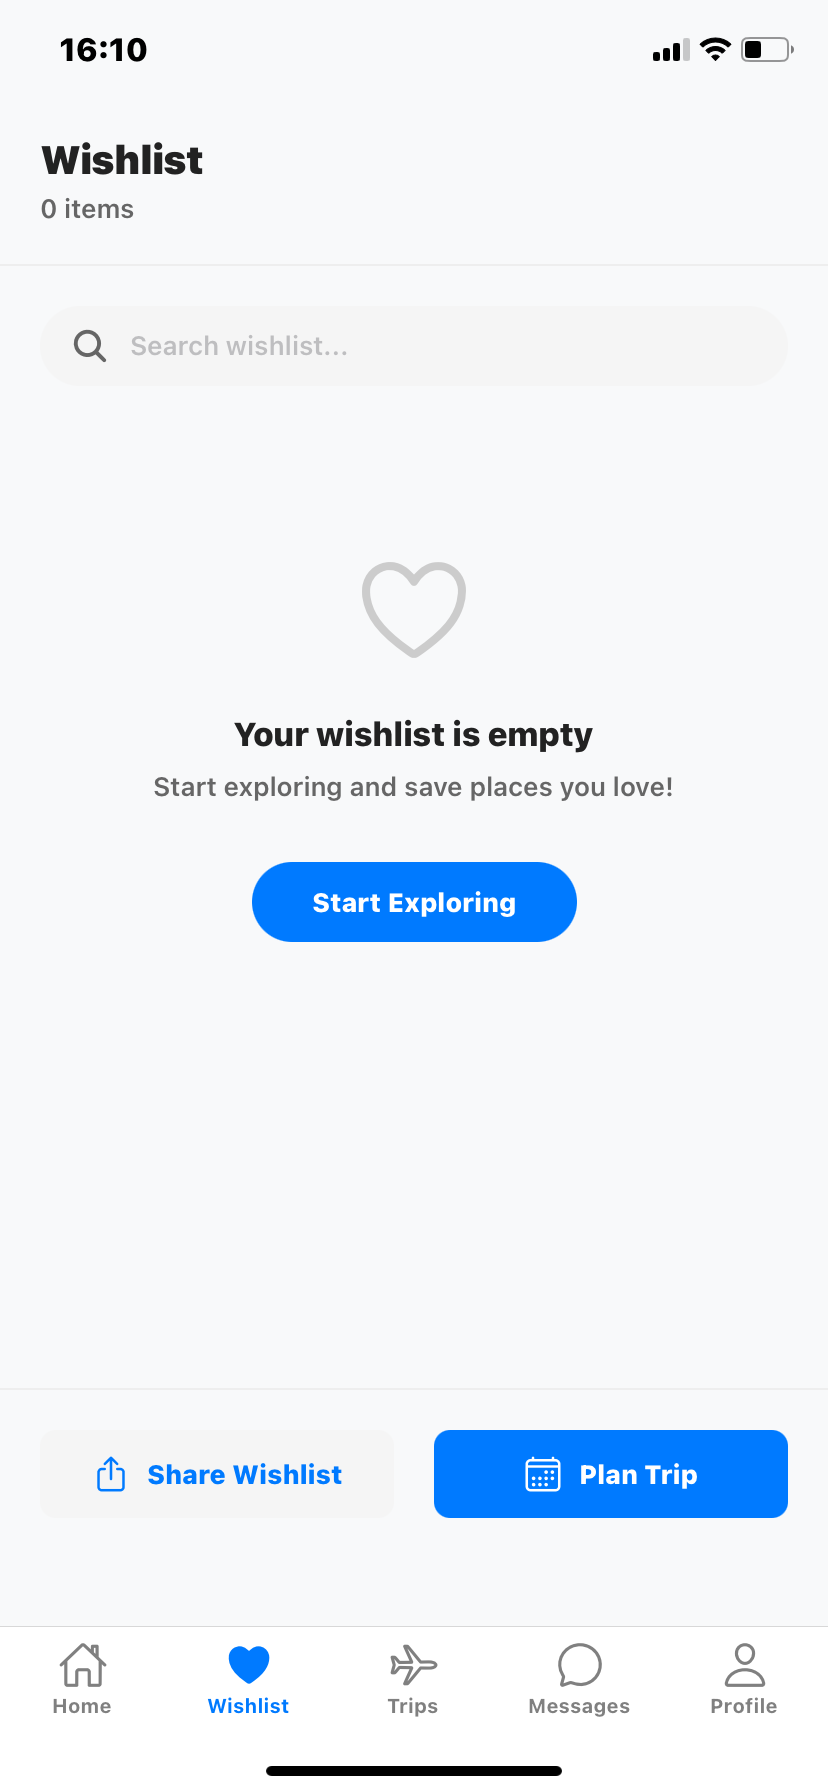 16:10
Wishlist
0 items
Search wishlist...
Your wishlist is empty
Start exploring and save places you love!
Start Exploring
Share Wishlist
Plan Trip
Home
Wishlist
Trips
Messages
Profile